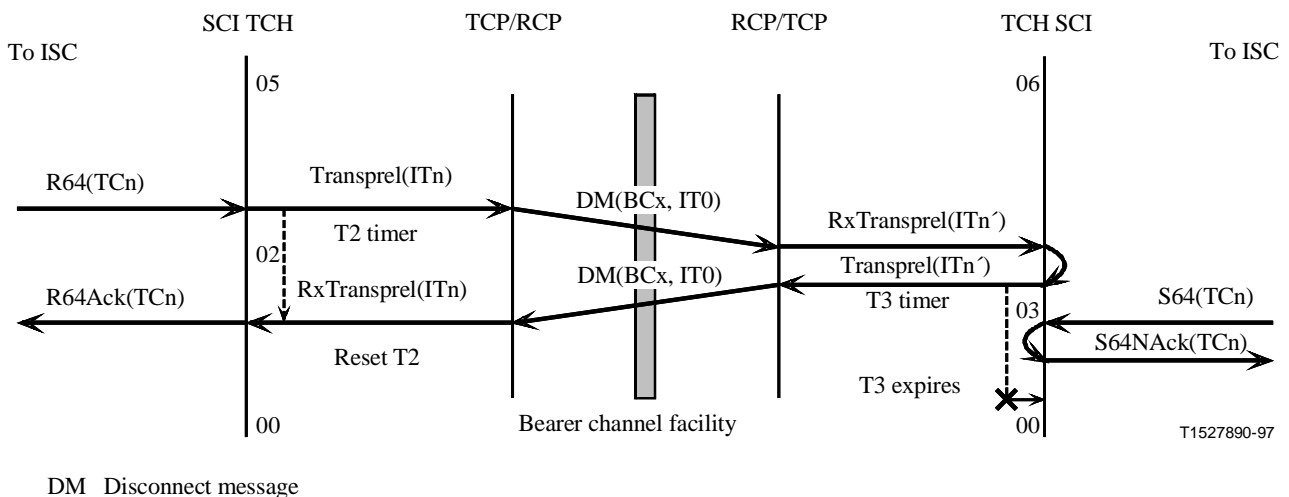 SCI TCH TCP/RCP RCP/TCP TCH SCI
To ISC To ISC
05 06
R64(TCn) Transprel(ITn) DM(BCx, IT0)
T2 timer RxTransprel(ITn´)
02 DM(BCx, IT0) Transprel(ITn´)
R64Ack(TCn) RxTransprel(ITn) T3 timer S64(TCn)
03
Reset T2 S64NAck(TCn)
T3 expires
00 Bearer channel facility 00 T1527890-97
DM Disconnect message